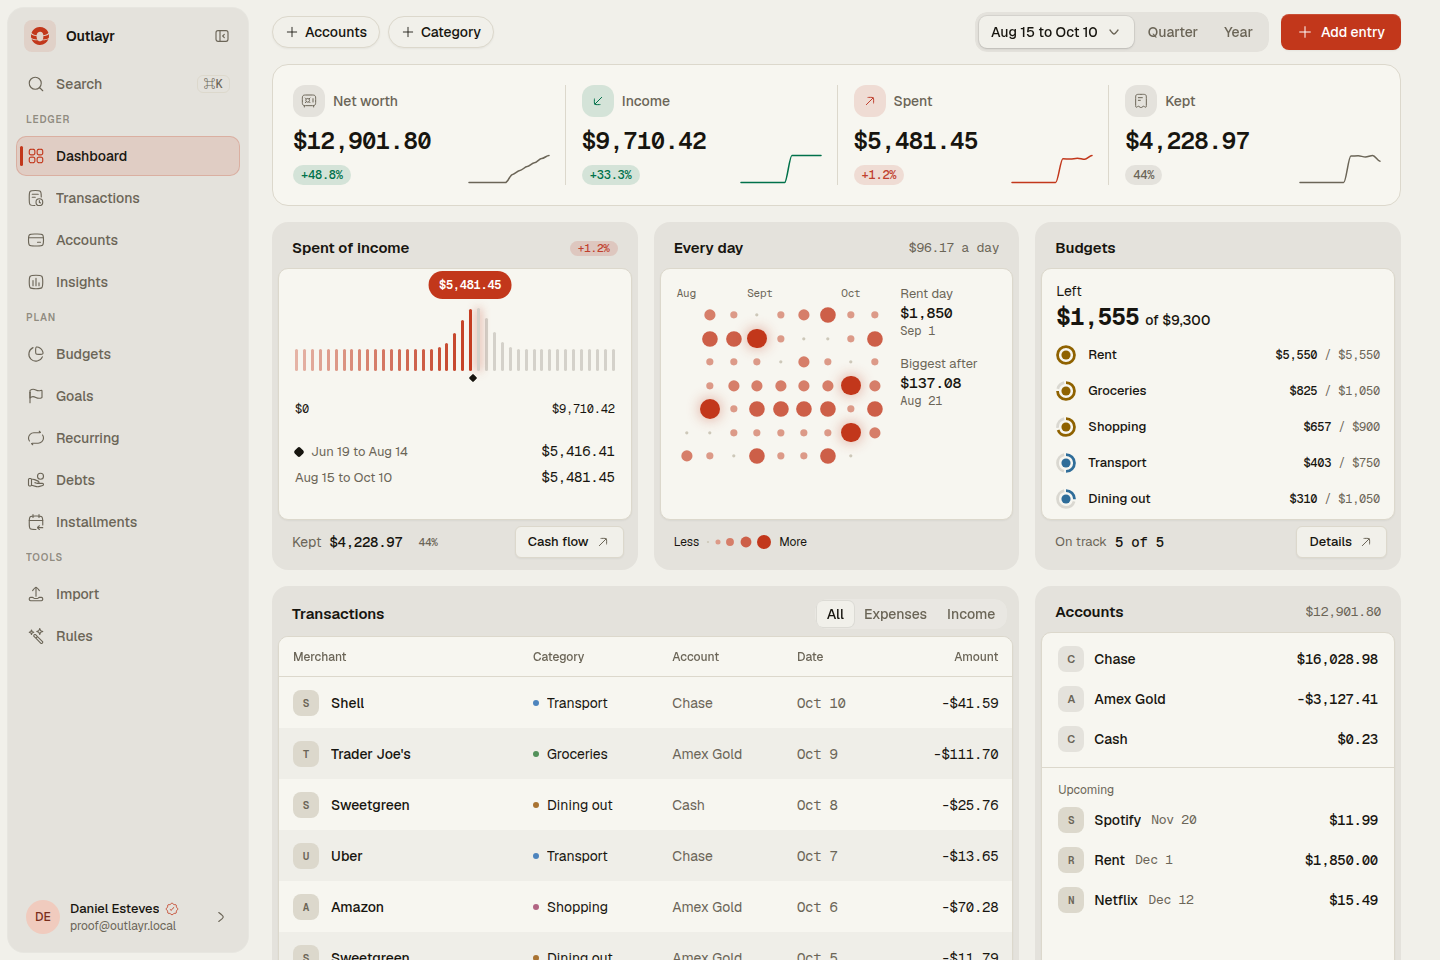 Outlayr
Search
⌘K
LEDGER
Dashboard
Transactions
Accounts
Insights
PLAN
Budgets
Goals
Recurring
Debts
Installments
TOOLS
Import
Rules
DE
Daniel Esteves
proof@outlayr.local
+ Accounts
+ Category
Aug 15 to Oct 10
Quarter
Year
+ Add entry
Net worth
$12,901.80
+48.8%
Income
$9,710.42
+33.3%
Spent
$5,481.45
+1.2%
Kept
$4,228.97
44%
Spent of income
+1.2%
$5,481.45
$0
$9,710.42
Jun 19 to Aug 14
$5,416.41
Aug 15 to Oct 10
$5,481.45
Kept $4,228.97 44%
Cash flow
Every day
$96.17 a day
Aug Sept Oct
Rent day
$1,850
Sep 1
Biggest after
$137.08
Aug 21
Less
More
Budgets
Left
$1,555 of $9,300
Rent $5,550 / $5,550
Groceries $825 / $1,050
Shopping $657 / $900
Transport $403 / $750
Dining out $310 / $1,050
On track 5 of 5
Details
Transactions
All
Expenses
Income
Merchant Category Account Date Amount
S Shell Transport Chase Oct 10 -$41.59
T Trader Joe's Groceries Amex Gold Oct 9 -$111.70
S Sweetgreen Dining out Cash Oct 8 -$25.76
U Uber Transport Chase Oct 7 -$13.65
A Amazon Shopping Amex Gold Oct 6 -$70.28
S Sweetgreen Dining out Amex Gold Oct 5 -$11.79
Accounts
$12,901.80
C Chase $16,028.98
A Amex Gold -$3,127.41
C Cash $0.23
Upcoming
S Spotify Nov 20 $11.99
R Rent Dec 1 $1,850.00
N Netflix Dec 12 $15.49